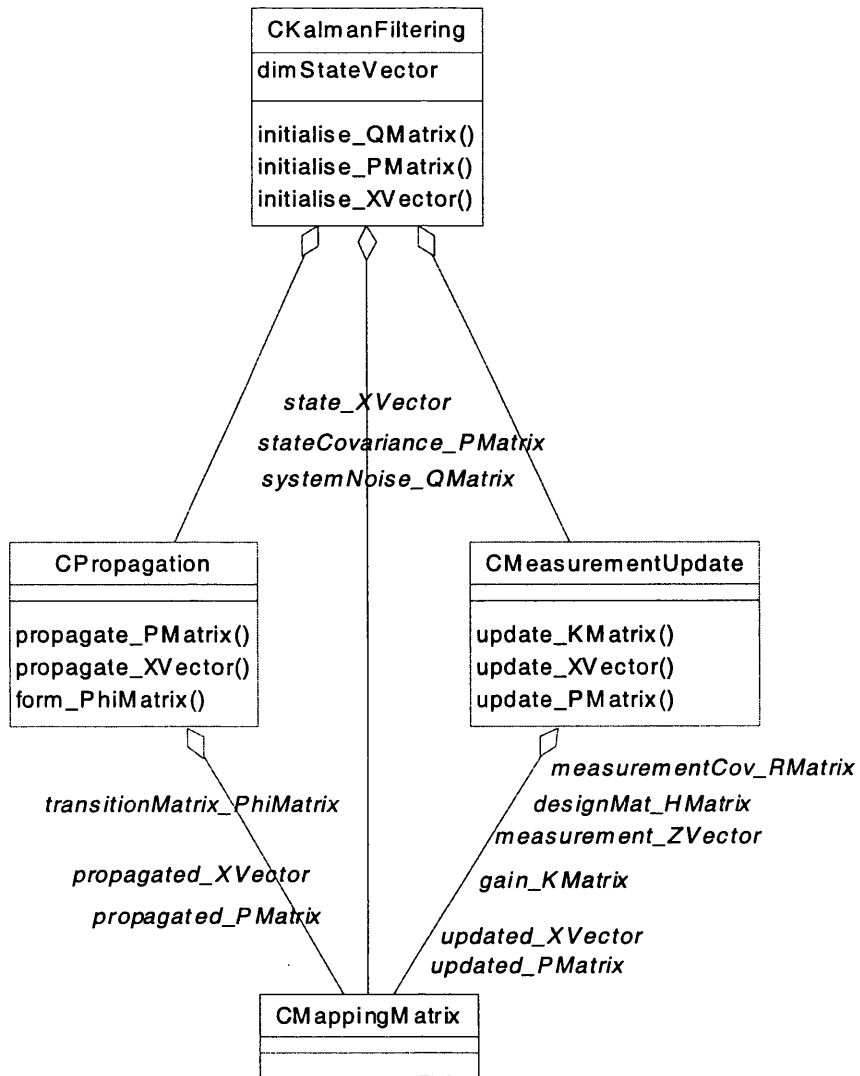 CKalmanFiltering
dimStateVector
initialise_QMatrix()
initialise_PMatrix()
initialise_XVector()
state_XVector
stateCovariance_PMatrix
systemNoise_QMatrix
CPropagation
propagate_PMatrix()
propagate_XVector()
form_PhiMatrix()
CMeasurementUpdate
update_KMatrix()
update_XVector()
update_PMatrix()
transitionMatrix_PhiMatrix
propagated_XVector
propagated_PMatrix
measurementCov_RMatrix
designMat_HMatrix
measurement_ZVector
gain_KMatrix
updated_XVector
updated_PMatrix
CMappingMatrix